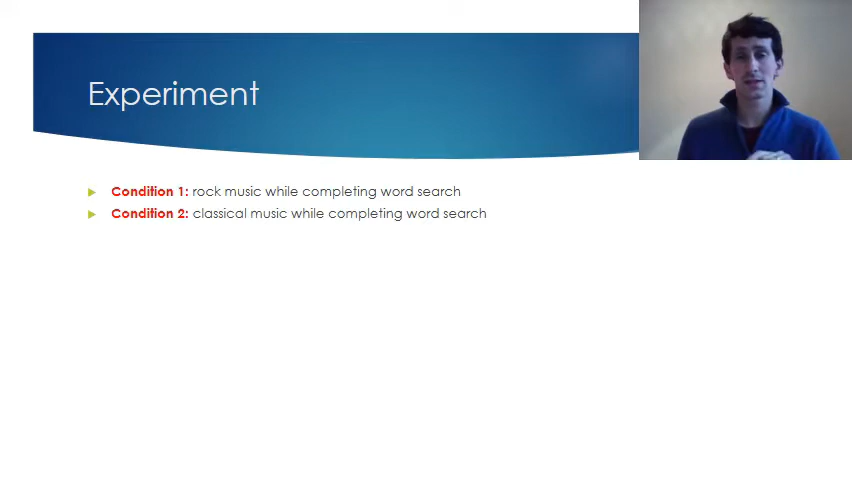 Experiment
Condition 1: rock music while completing word search
Condition 2: classical music while completing word search